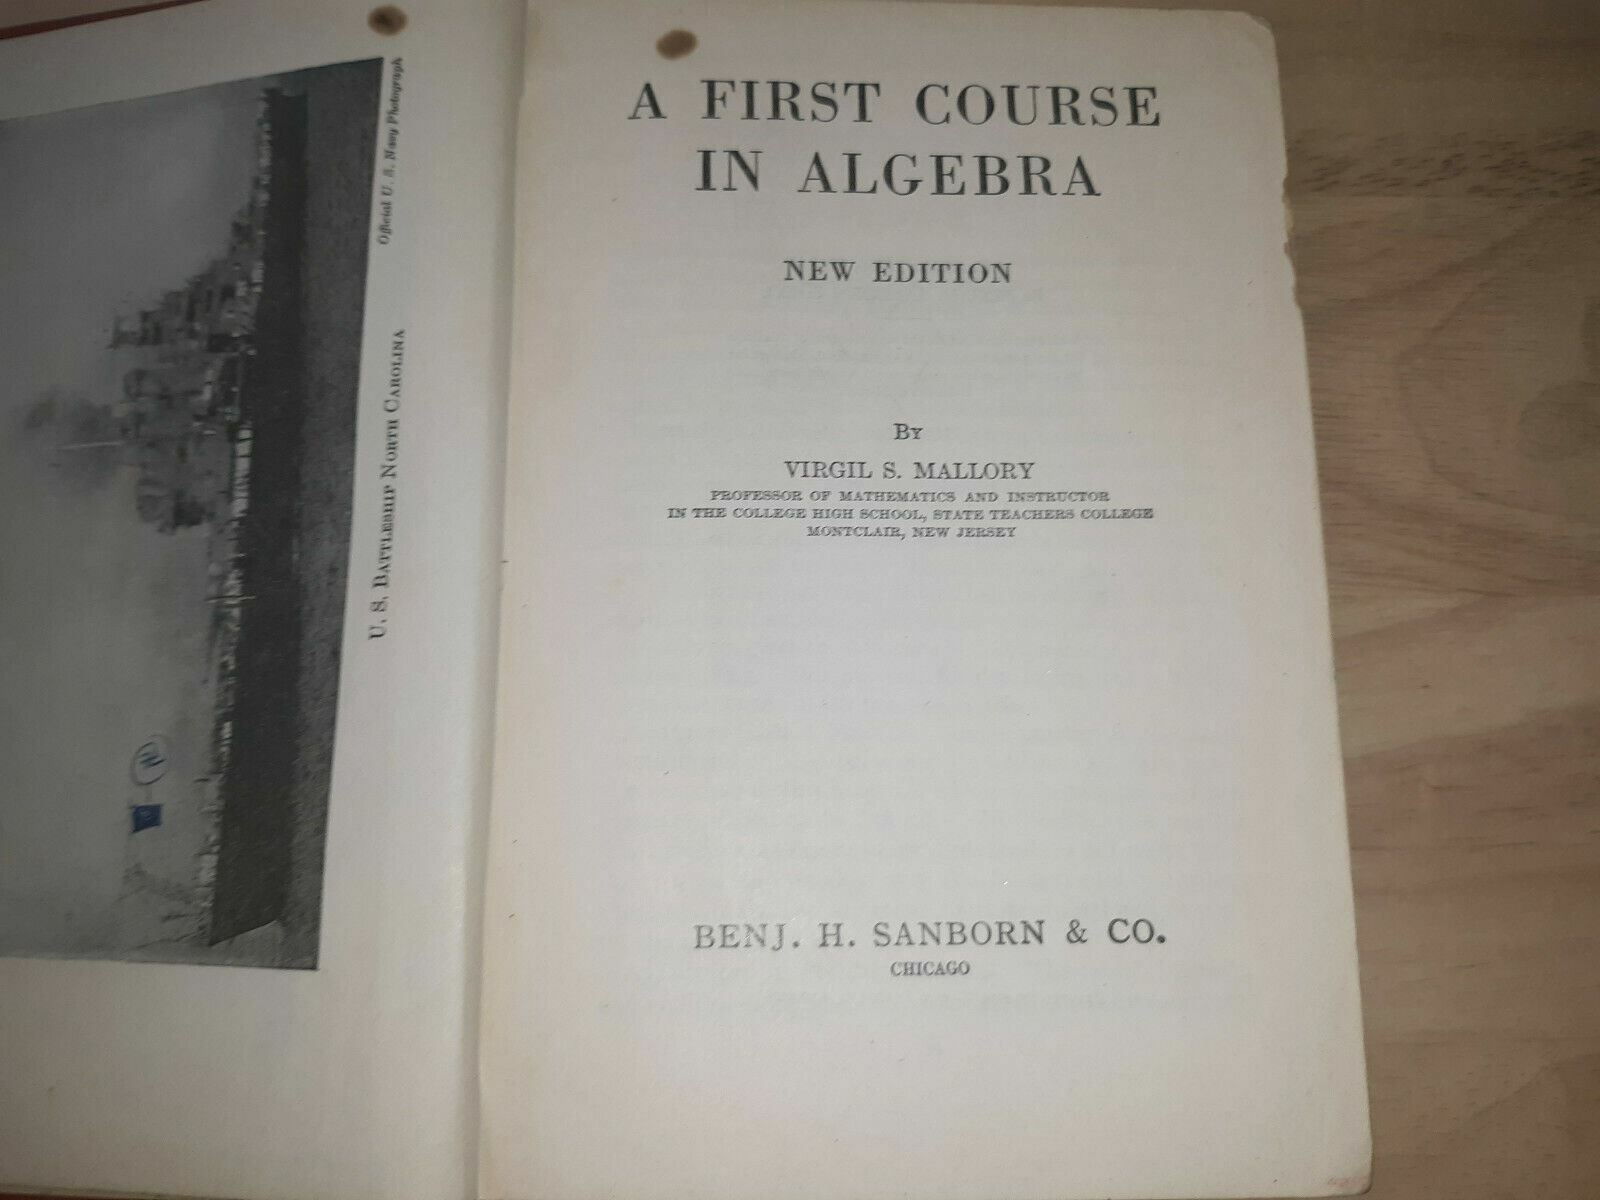 Official U. S. Navy Photograph
U. S. BATTLESHIP NORTH CAROLINA
A FIRST COURSE
IN ALGEBRA
NEW EDITION
BY
VIRGIL S. MALLORY
PROFESSOR OF MATHEMATICS AND INSTRUCTOR
IN THE COLLEGE HIGH SCHOOL, STATE TEACHERS COLLEGE
MONTCLAIR, NEW JERSEY
BENJ. H. SANBORN & CO.
CHICAGO